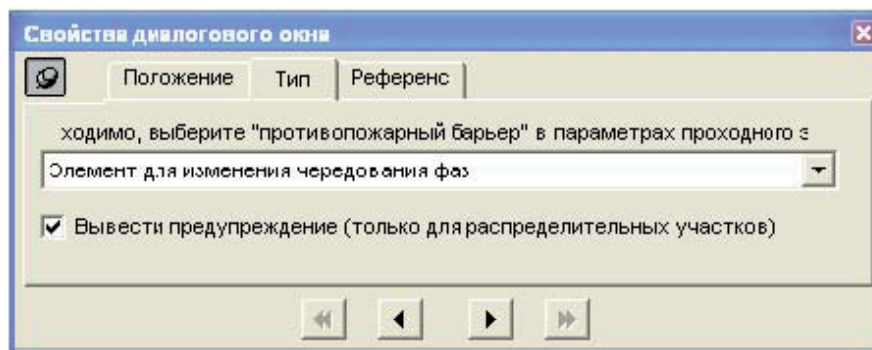 Свойства диалогового окна
Положение Тип Референс
ходимо, выберите "противопожарный барьер" в параметрах проходного э
Элемент для изменения чередования фаз
Вывести предупреждение (только для распределительных участков)